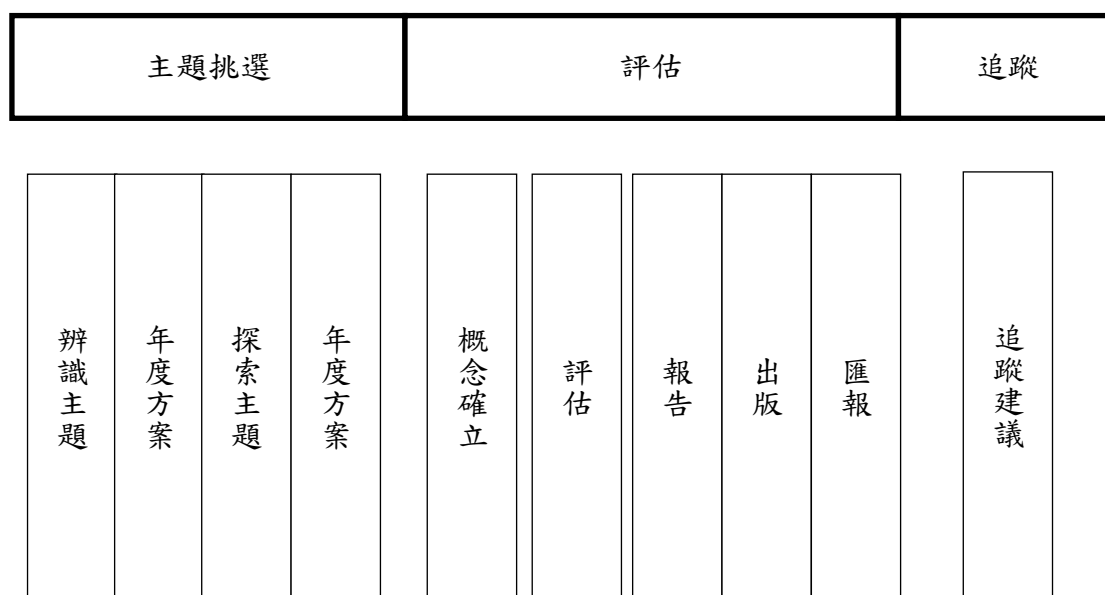 主題挑選
評估
追蹤
辨識主題
年度方案
探索主題
年度方案
概念確立
評估
報告
出版
匯報
追蹤建議